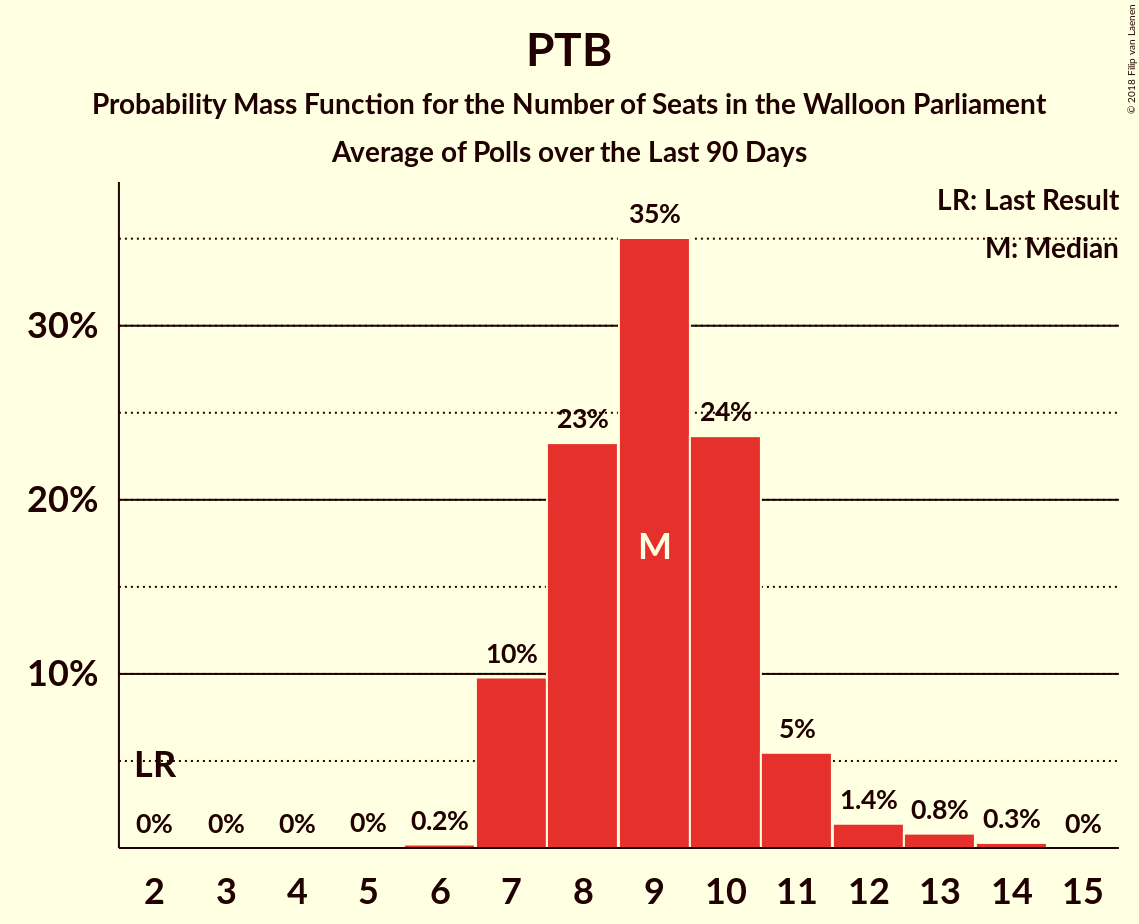 PTB
Probability Mass Function for the Number of Seats in the Walloon Parliament
Average of Polls over the Last 90 Days
© 2018 Filip van Laenen
LR: Last Result
M: Median
35%
30%
23%
24%
20%
M
10%
10%
5%
LR
0%
0%
0%
0%
0.2%
1.4%
0.8%
0.3%
0%
2 3 4 5 6 7 8 9 10 11 12 13 14 15